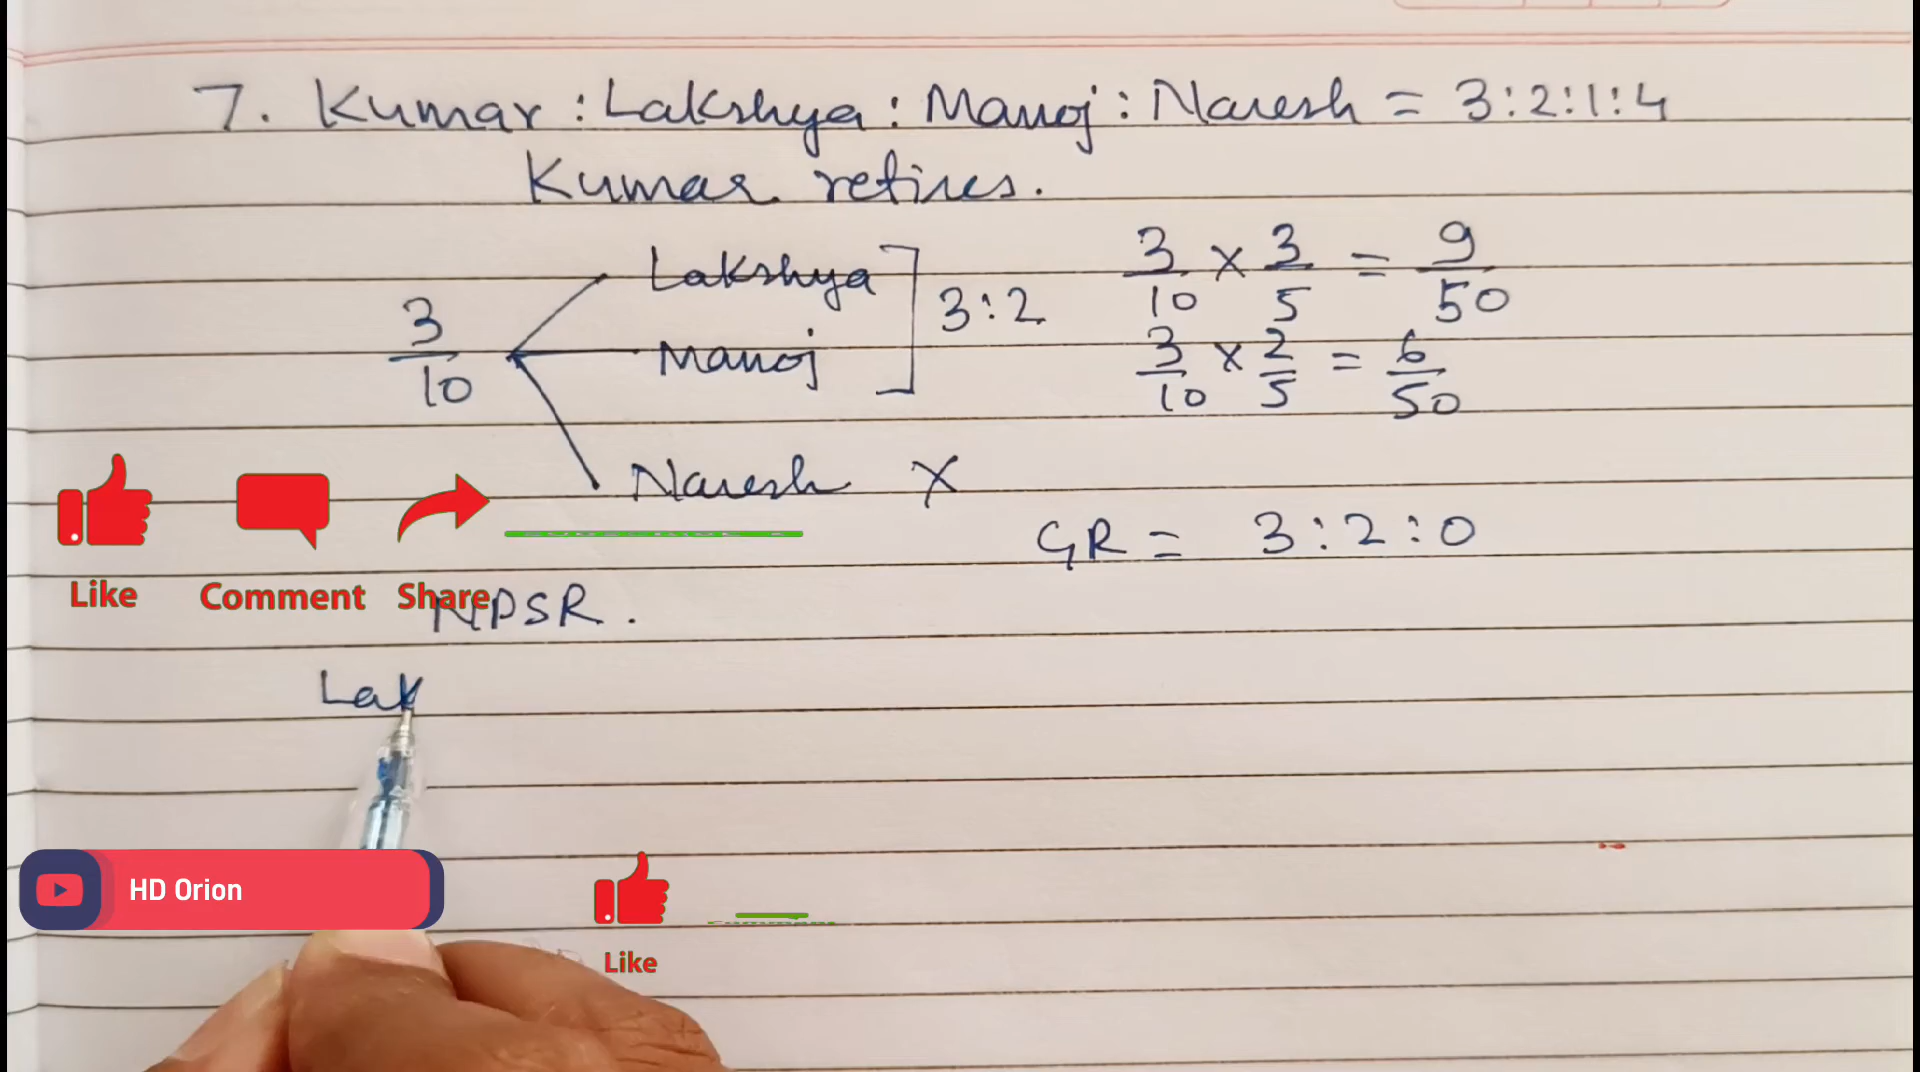 7. Kumar : Lakshya : Manoj : Naresh = 3:2:1:4
Kumar retires.
3/10
Lakshya
Manoj
3:2
3/10 × 3/5 = 9/50
3/10 × 2/5 = 6/50
Naresh X
GR = 3:2:0
Like
Comment
Share
NPSR.
Lak
HD Orion
Like